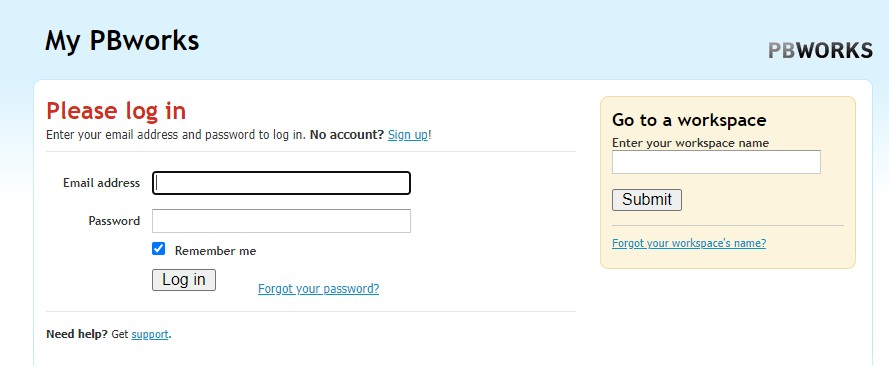 My PBworks
PBWORKS
Please log in
Enter your email address and password to log in. No account? Sign up!
Email address
Password
Remember me
Log in
Forgot your password?
Need help? Get support.
Go to a workspace
Enter your workspace name
Submit
Forgot your workspace's name?